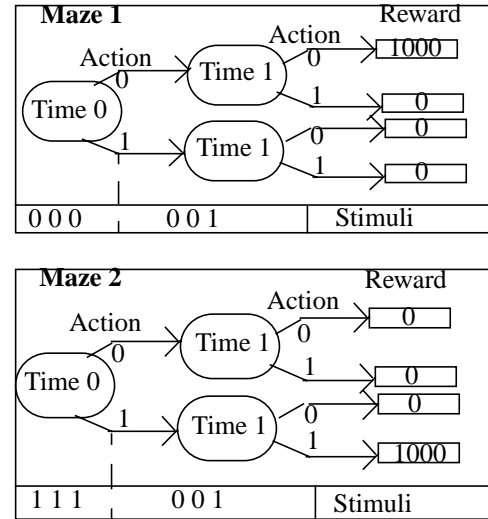 Maze 1 Reward
Action Action
0 1000
Time 1
0
Time 0 1 0
0 0
1 Time 1
1 0
0 0 0 0 0 1 Stimuli
Maze 2 Reward
Action
Action 0 0
0 Time 1
Time 0 1 0
1 0 0
Time 1 1
1000
1 1 1 0 0 1 Stimuli